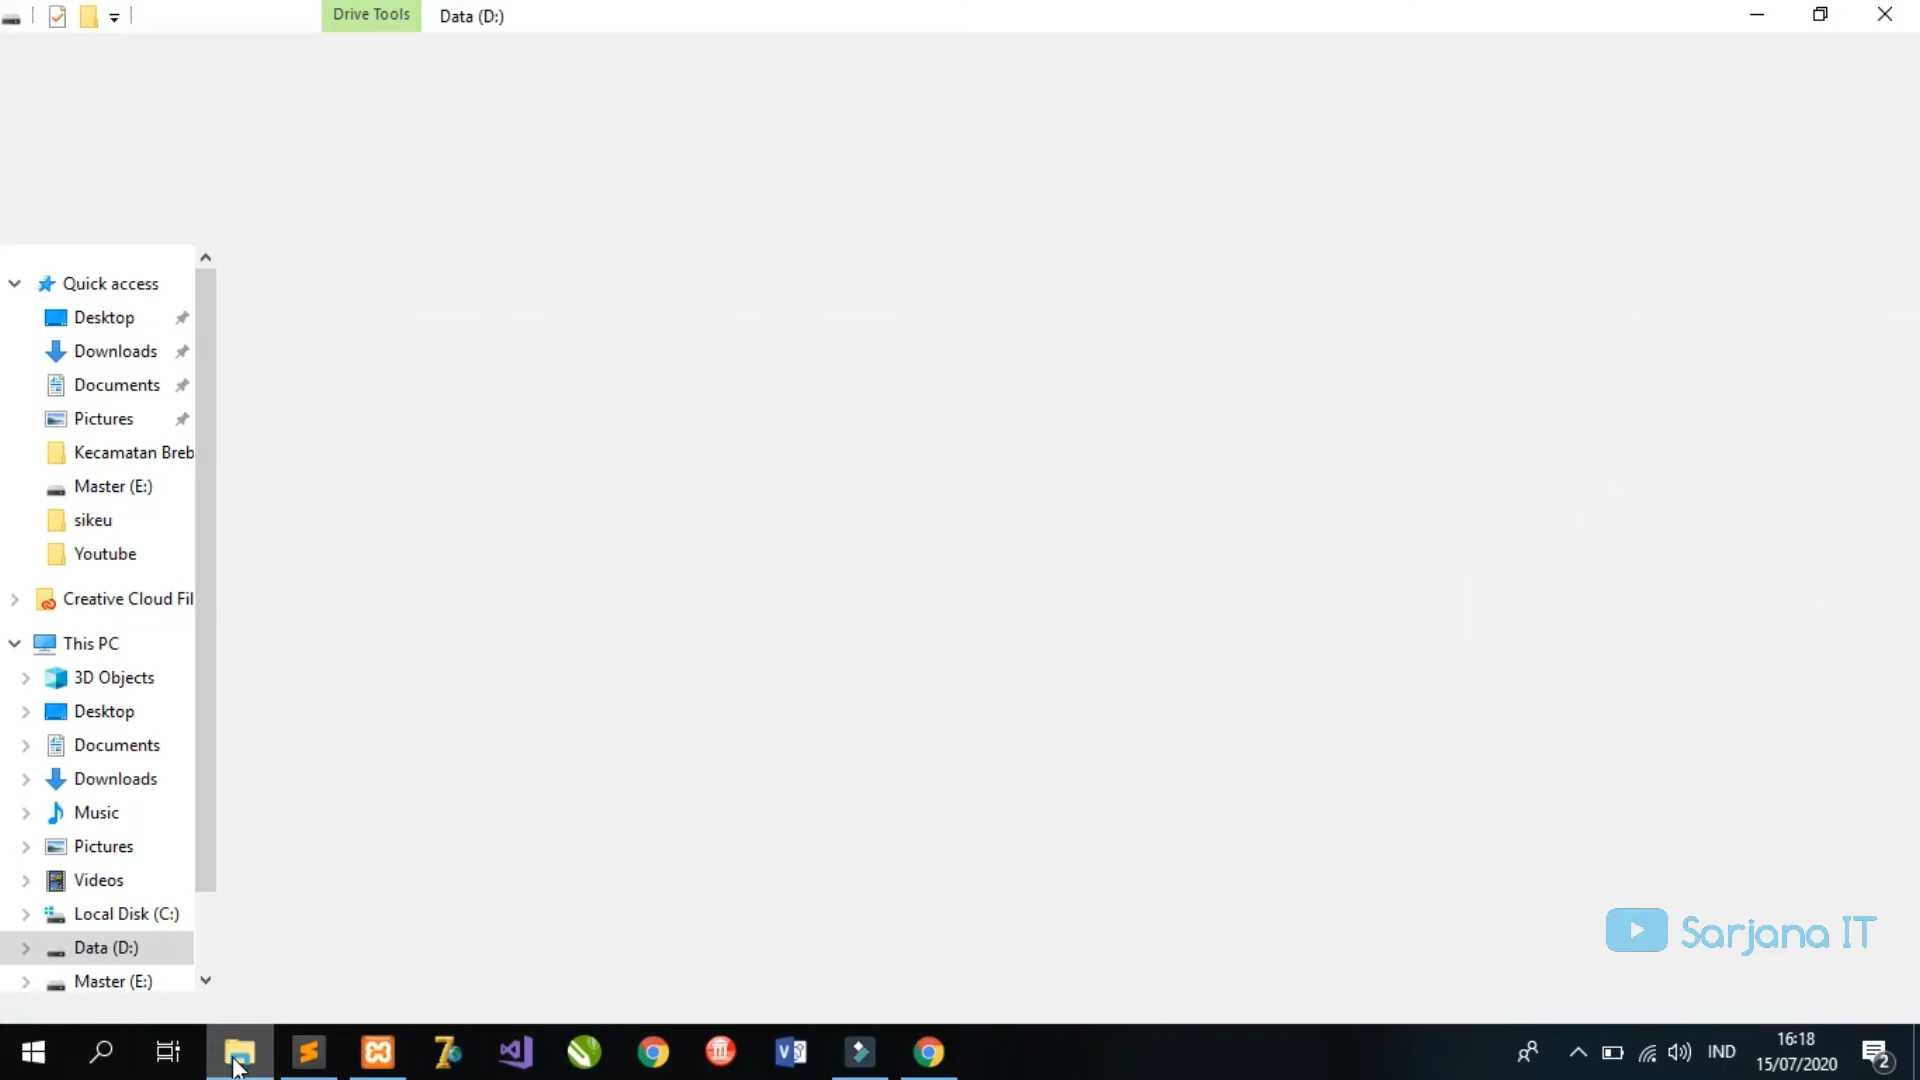 Drive Tools
Data (D:)
Quick access
Desktop
Downloads
Documents
Pictures
Kecamatan Breb
Master (E:)
sikeu
Youtube
Creative Cloud Fil
This PC
3D Objects
Desktop
Documents
Downloads
Music
Pictures
Videos
Local Disk (C:)
Data (D:)
Master (E:)
Sarjana IT
IND
16:18
15/07/2020
2